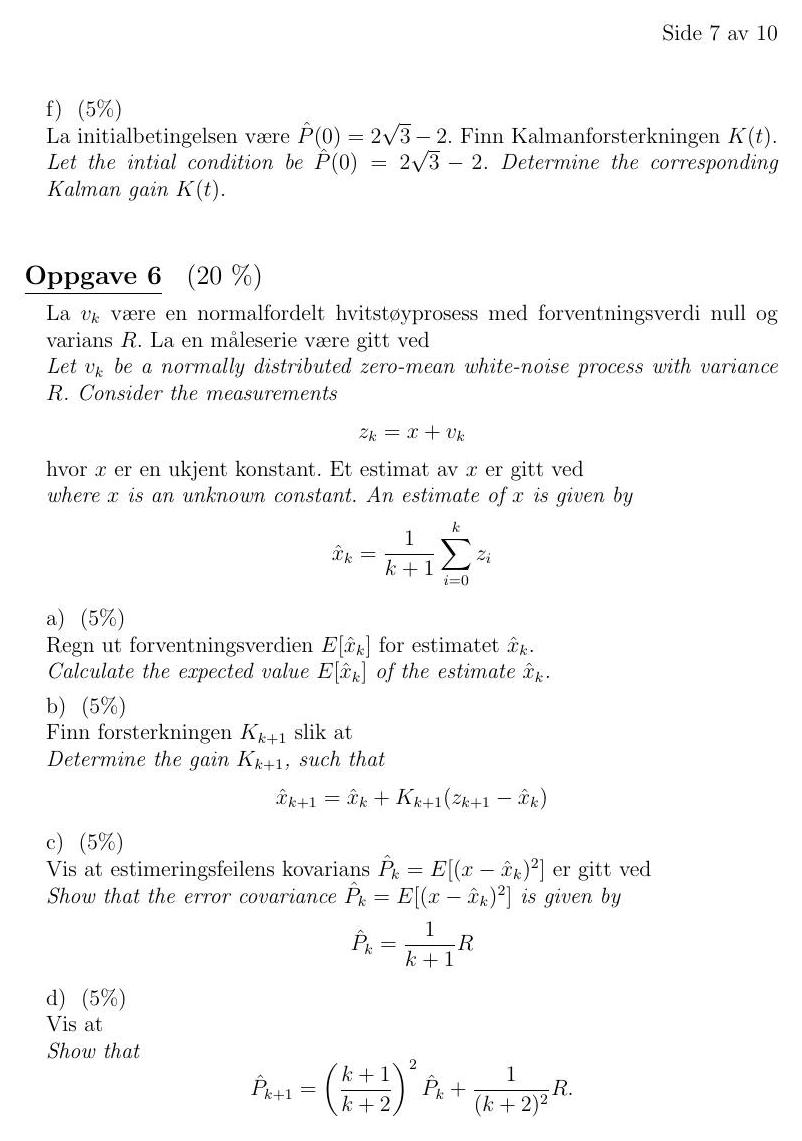 Side 7 av 10
f) (5%)
La initialbetingelsen være P̂(0) = 2√3 − 2. Finn Kalmanforsterkningen K(t).
Let the intial condition be P̂(0) = 2√3 − 2. Determine the corresponding
Kalman gain K(t).
Oppgave 6 (20 %)
La v_k være en normalfordelt hvitstøyprosess med forventningsverdi null og
varians R. La en måleserie være gitt ved
Let v_k be a normally distributed zero-mean white-noise process with variance
R. Consider the measurements
z_k = x + v_k
hvor x er en ukjent konstant. Et estimat av x er gitt ved
where x is an unknown constant. An estimate of x is given by
x̂_k = \frac{1}{k+1} \sum_{i=0}^{k} z_i
a) (5%)
Regn ut forventningsverdien E[x̂_k] for estimatet x̂_k.
Calculate the expected value E[x̂_k] of the estimate x̂_k.
b) (5%)
Finn forsterkningen K_{k+1} slik at
Determine the gain K_{k+1}, such that
x̂_{k+1} = x̂_k + K_{k+1}(z_{k+1} − x̂_k)
c) (5%)
Vis at estimeringsfeilens kovarians P̂_k = E[(x − x̂_k)²] er gitt ved
Show that the error covariance P̂_k = E[(x − x̂_k)²] is given by
P̂_k = \frac{1}{k+1} R
d) (5%)
Vis at
Show that
P̂_{k+1} = \left(\frac{k+1}{k+2}\right)^2 P̂_k + \frac{1}{(k+2)^2} R.